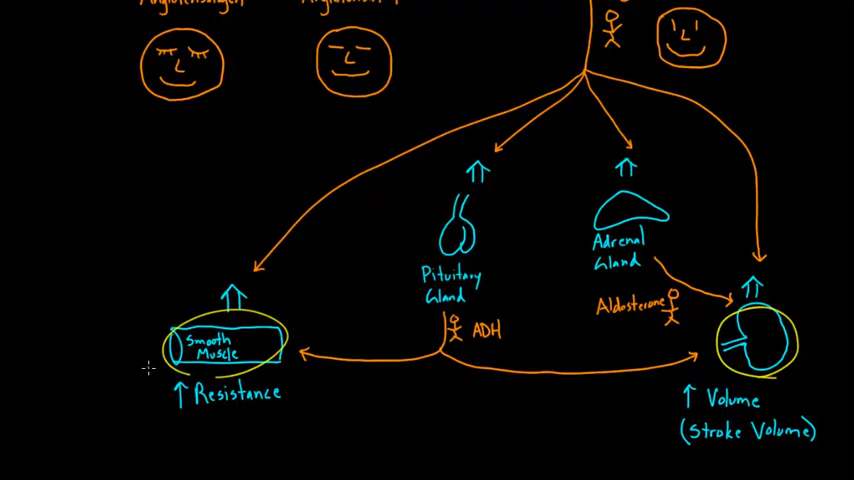 Pituitary
Gland
Adrenal
Gland
Aldosterone
ADH
Smooth
Muscle
↑ Resistance
↑ Volume
(Stroke Volume)